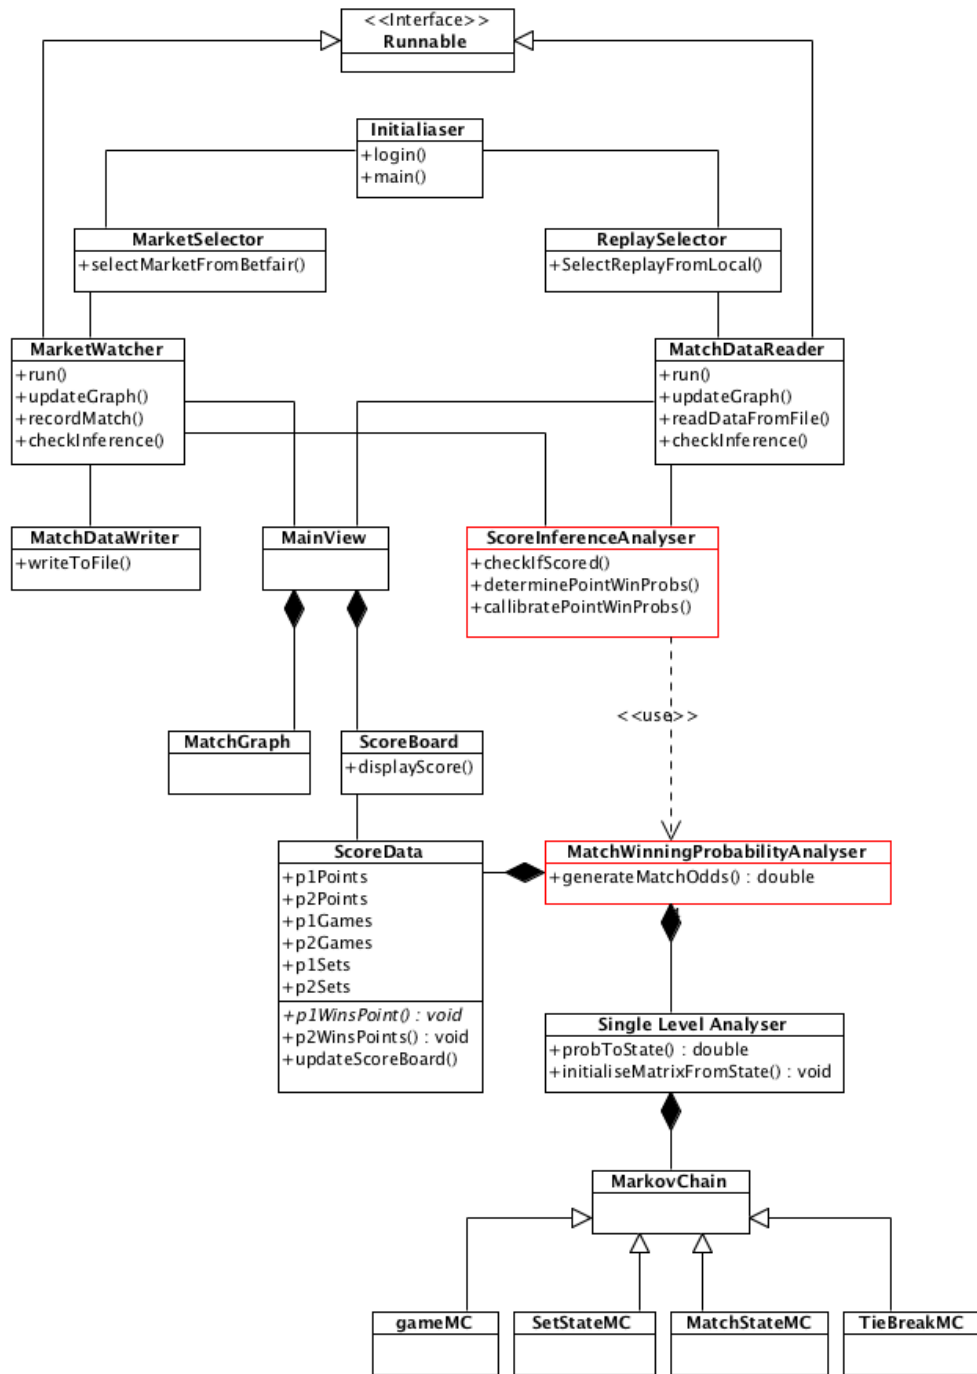 <<Interface>>
Runnable
Initialiaser
+login()
+main()
MarketSelector
+selectMarketFromBetfair()
ReplaySelector
+SelectReplayFromLocal()
MarketWatcher
+run()
+updateGraph()
+recordMatch()
+checkInference()
MatchDataReader
+run()
+updateGraph()
+readDataFromFile()
+checkInference()
MatchDataWriter
+writeToFile()
MainView
ScoreInferenceAnalyser
+checkIfScored()
+determinePointWinProbs()
+callibratePointWinProbs()
<<use>>
MatchGraph
ScoreBoard
+displayScore()
ScoreData
+p1Points
+p2Points
+p1Games
+p2Games
+p1Sets
+p2Sets
+p1WinsPoint() : void
+p2WinsPoints() : void
+updateScoreBoard()
MatchWinningProbabilityAnalyser
+generateMatchOdds() : double
Single Level Analyser
+probToState() : double
+initialiseMatrixFromState() : void
MarkovChain
gameMC
SetStateMC
MatchStateMC
TieBreakMC